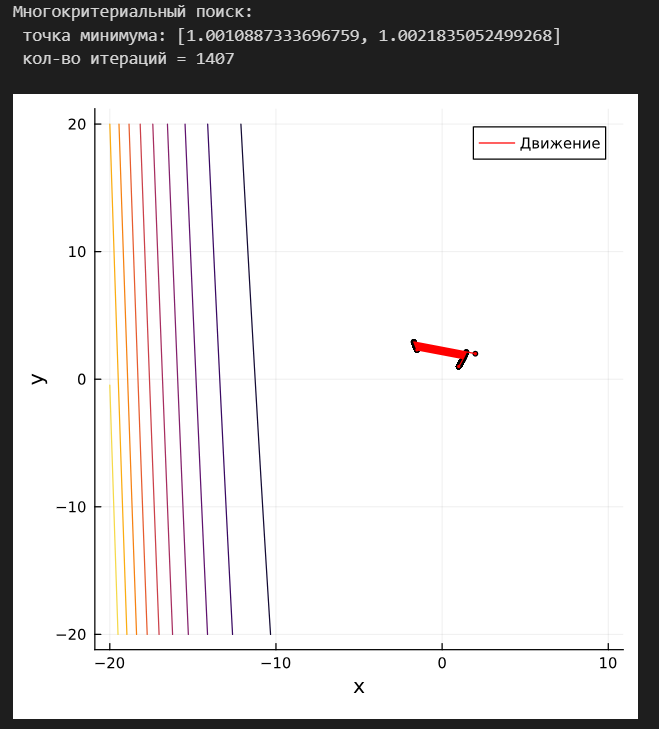 Многокритериальный поиск:
точка минимума: [1.0010887333696759, 1.0021835052499268]
кол-во итераций = 1407
20
Движение
10
y
0
−10
−20
−20 −10 0 10
x